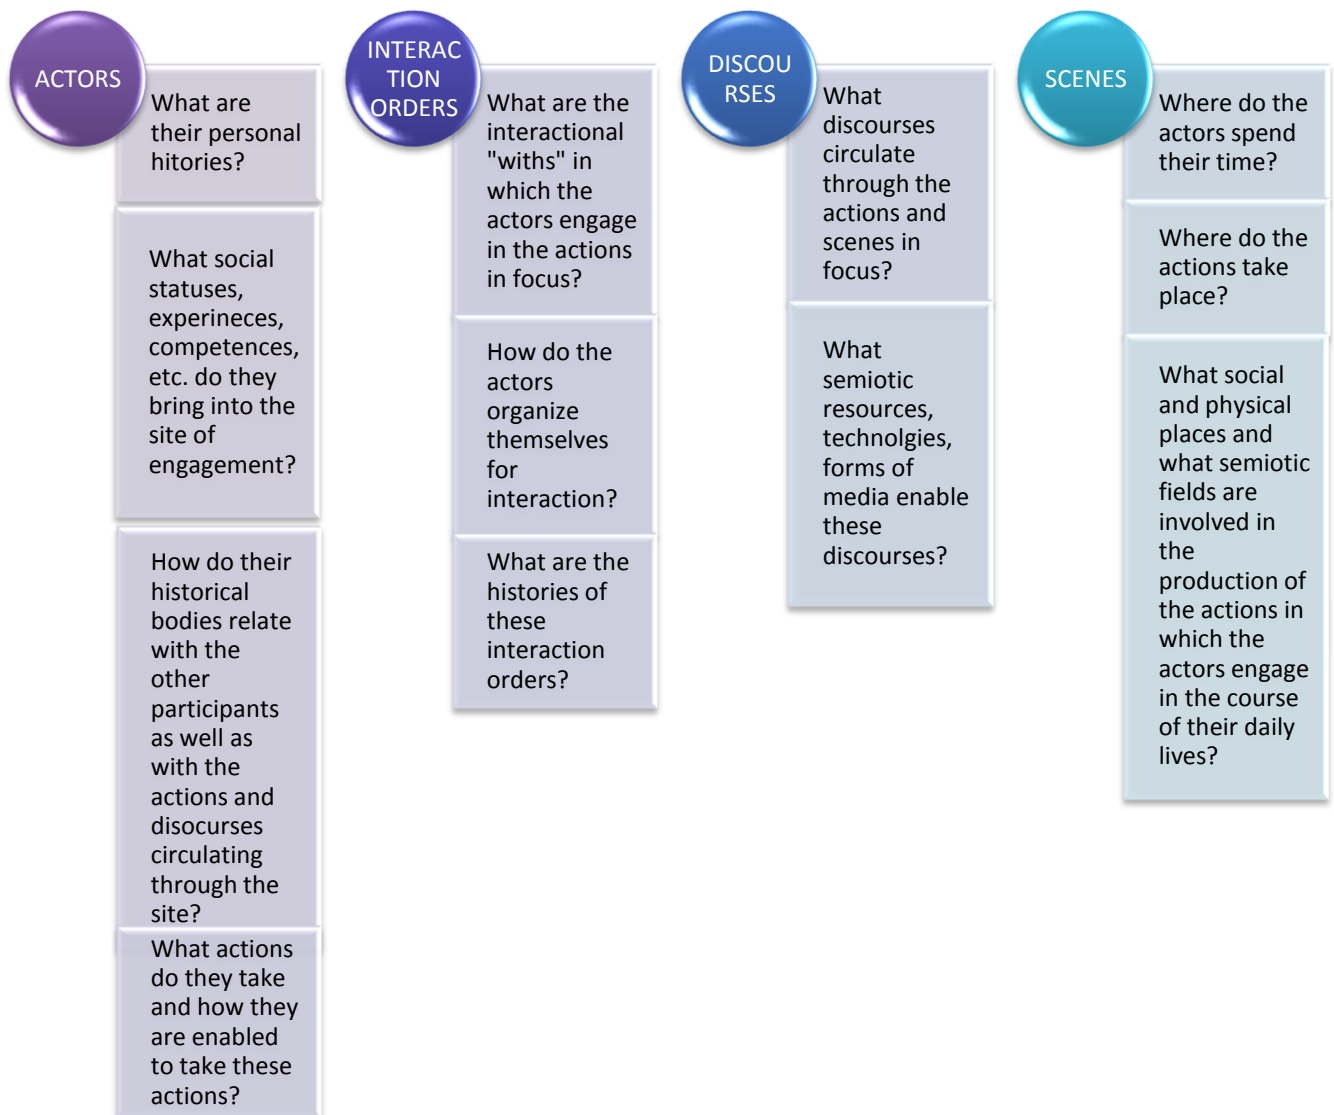 ACTORS
What are
their personal
hitories?
What social
statuses,
experineces,
competences,
etc. do they
bring into the
site of
engagement?
How do their
historical
bodies relate
with the
other
participants
as well as
with the
actions and
disocurses
circulating
through the
site?
What actions
do they take
and how they
are enabled
to take these
actions?
INTERAC
TION
ORDERS
What are the
interactional
"withs" in
which the
actors engage
in the actions
in focus?
How do the
actors
organize
themselves
for
interaction?
What are the
histories of
these
interaction
orders?
DISCOU
RSES
What
discourses
circulate
through the
actions and
scenes in
focus?
What
semiotic
resources,
technolgies,
forms of
media enable
these
discourses?
SCENES
Where do the
actors spend
their time?
Where do the
actions take
place?
What social
and physical
places and
what semiotic
fields are
involved in
the
production of
the actions in
which the
actors engage
in the course
of their daily
lives?